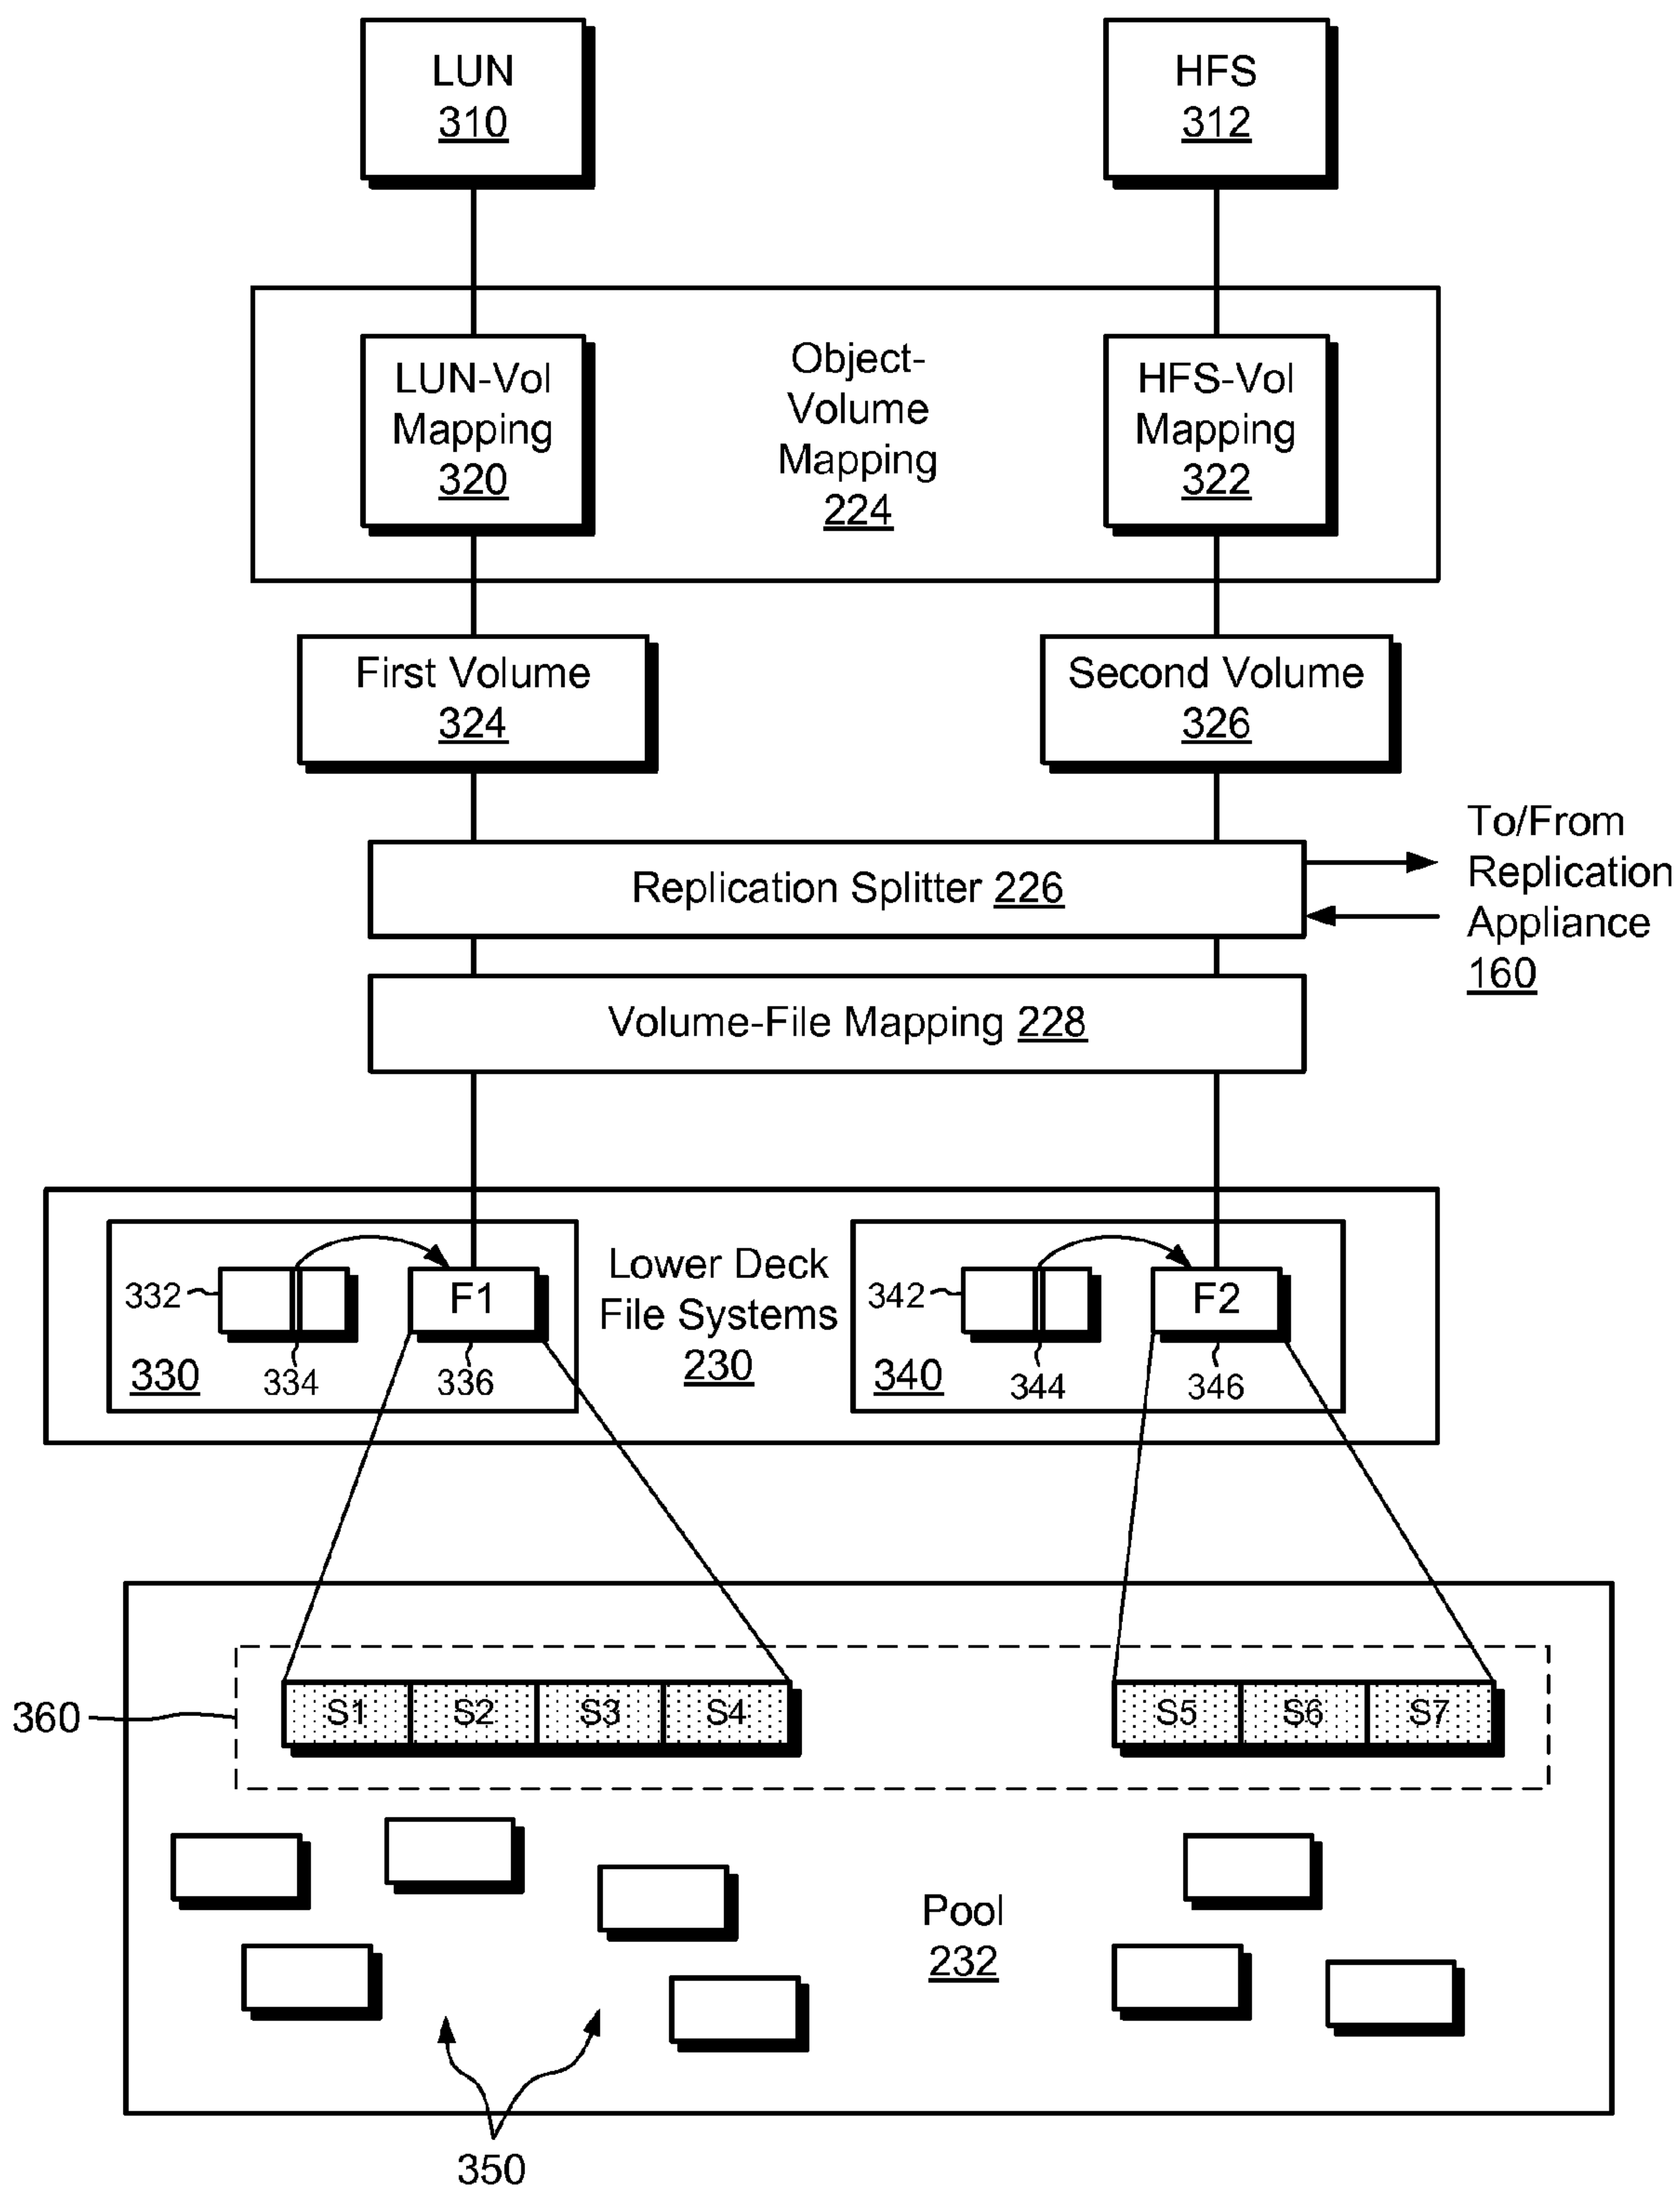 LUN
310
HFS
312
LUN-Vol
Mapping
320
Object-
Volume
Mapping
224
HFS-Vol
Mapping
322
First Volume
324
Second Volume
326
Replication Splitter 226
To/From
Replication
Appliance
160
Volume-File Mapping 228
332
334
330
F1
336
Lower Deck
File Systems
230
342
344
340
F2
346
360
S1 S2 S3 S4
S5 S6 S7
Pool
232
350